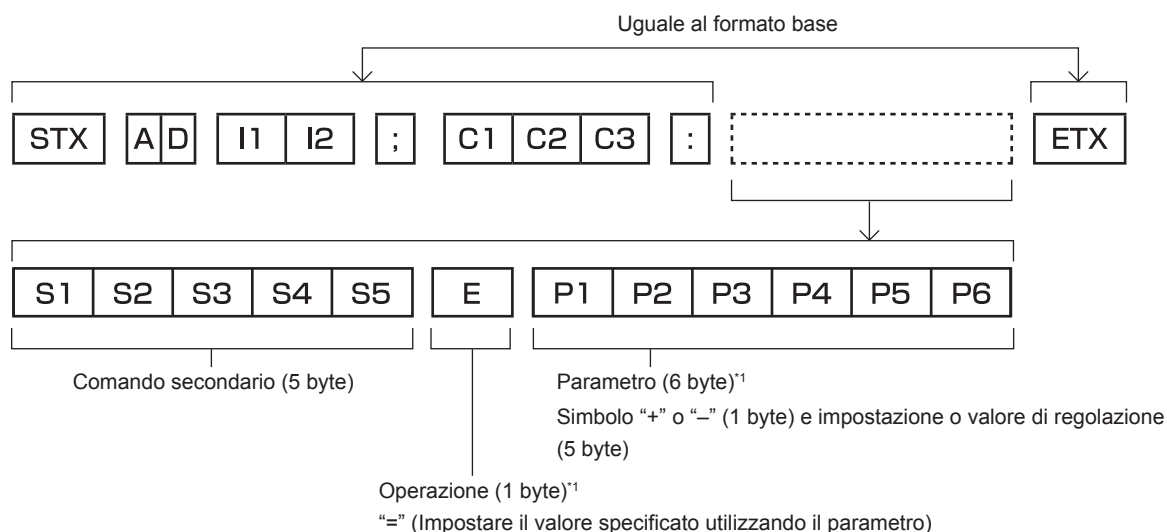 Uguale al formato base
STX A D I1 I2 ; C1 C2 C3 : ETX
S1 S2 S3 S4 S5 E P1 P2 P3 P4 P5 P6
Comando secondario (5 byte)
Parametro (6 byte)*1
Simbolo “+” o “–” (1 byte) e impostazione o valore di regolazione
(5 byte)
Operazione (1 byte)*1
“=” (Impostare il valore specificato utilizzando il parametro)